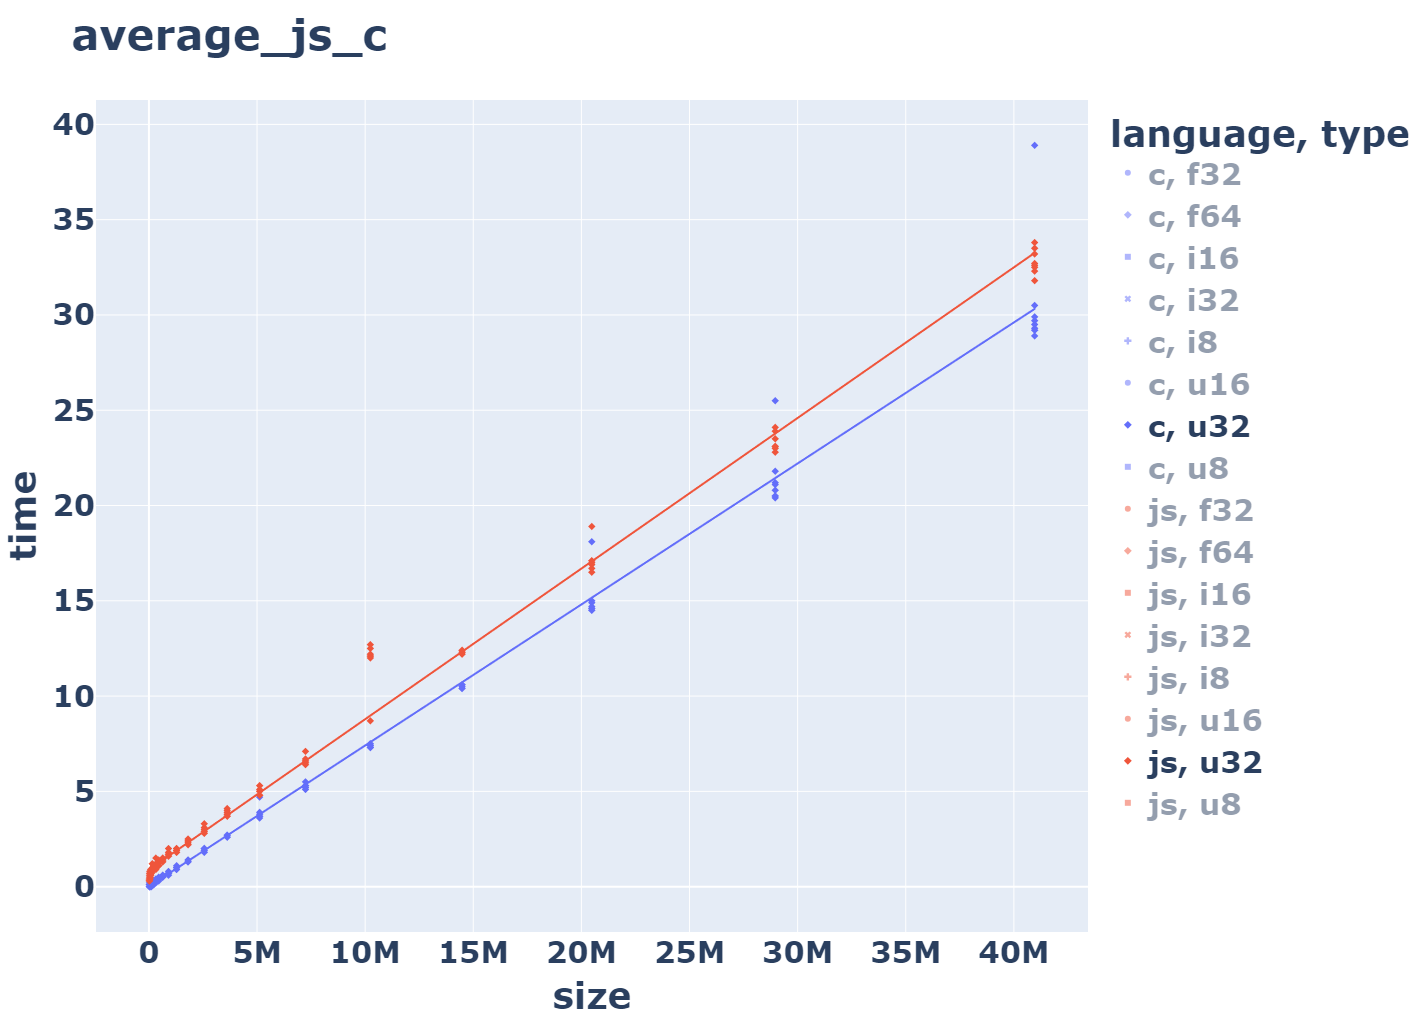 average_js_c
40
35
30
25
20
15
10
5
0
time
0 5M 10M 15M 20M 25M 30M 35M 40M
size
language, type
c, f32
c, f64
c, i16
c, i32
c, i8
c, u16
c, u32
c, u8
js, f32
js, f64
js, i16
js, i32
js, i8
js, u16
js, u32
js, u8